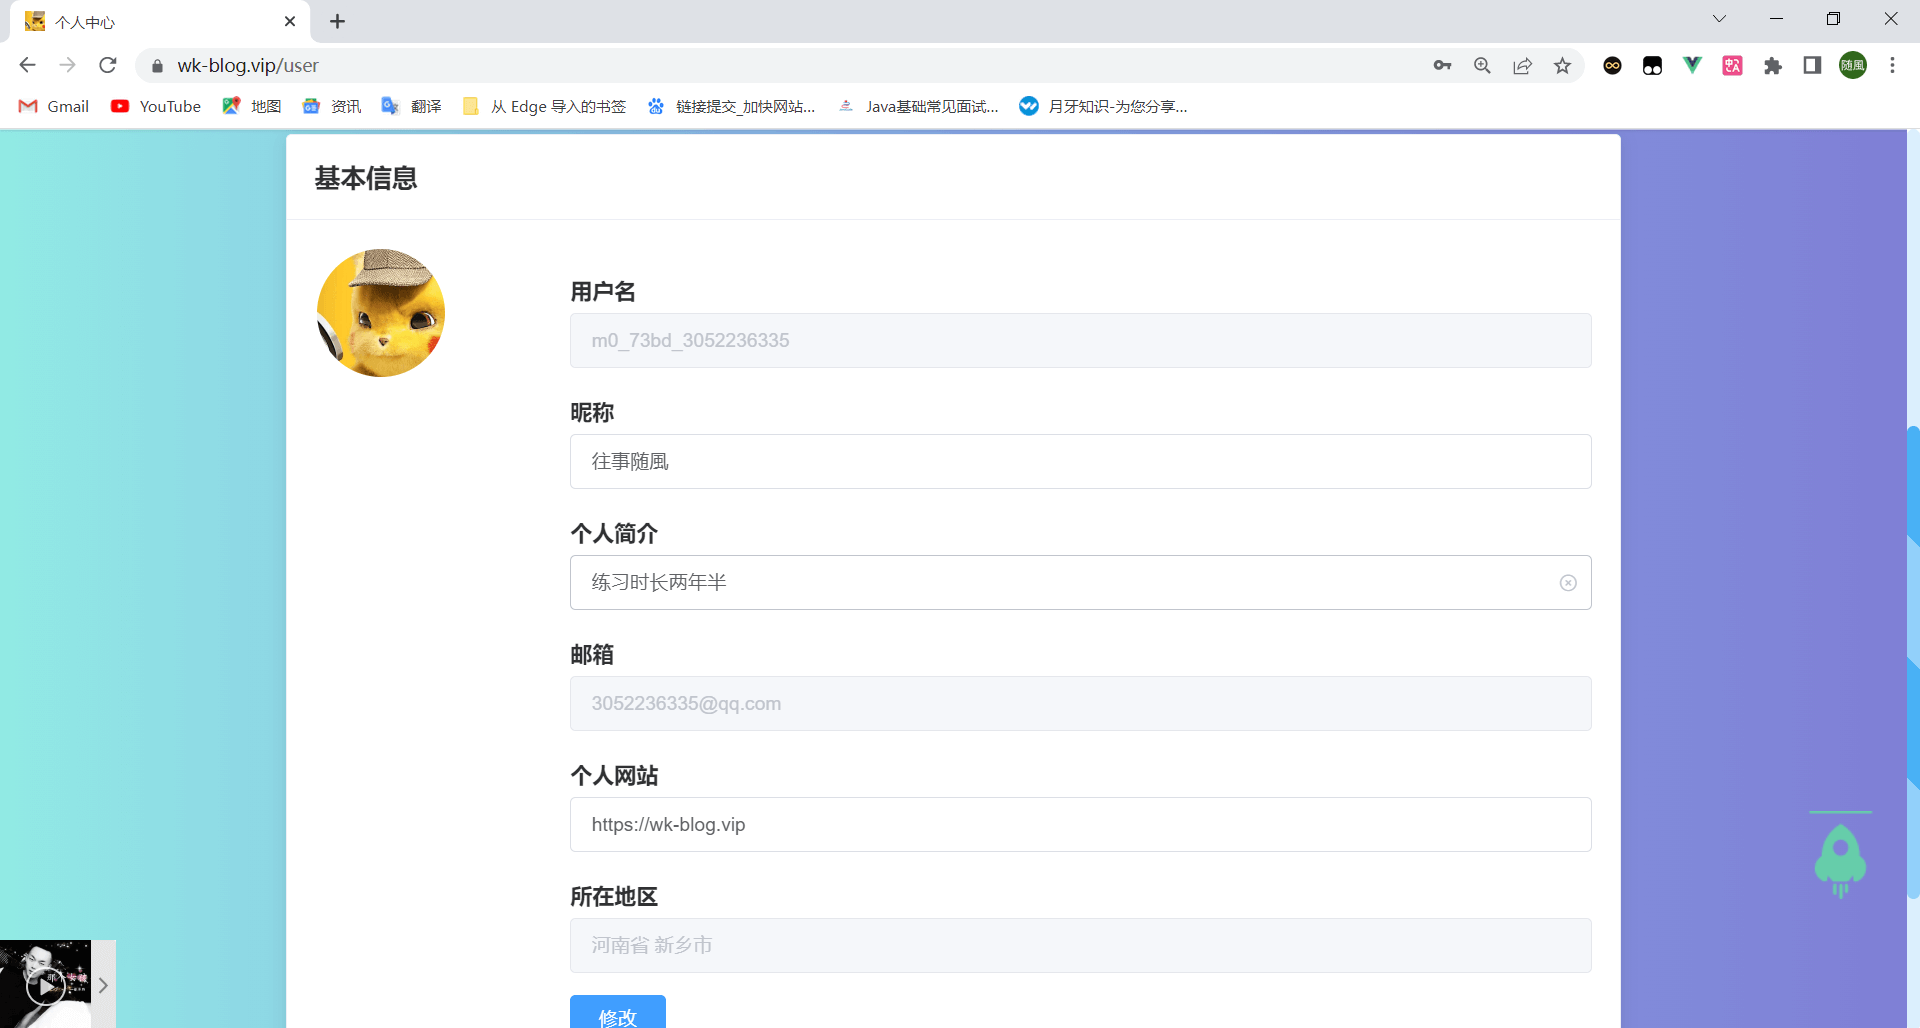 个人中心
wk-blog.vip/user
随風
Gmail
YouTube
地图
资讯
翻译
从 Edge 导入的书签
链接提交_加快网站...
Java基础常见面试...
月牙知识-为您分享...
基本信息
用户名
m0_73bd_3052236335
昵称
往事随風
个人简介
练习时长两年半
邮箱
3052236335@qq.com
个人网站
https://wk-blog.vip
所在地区
河南省 新乡市
修改